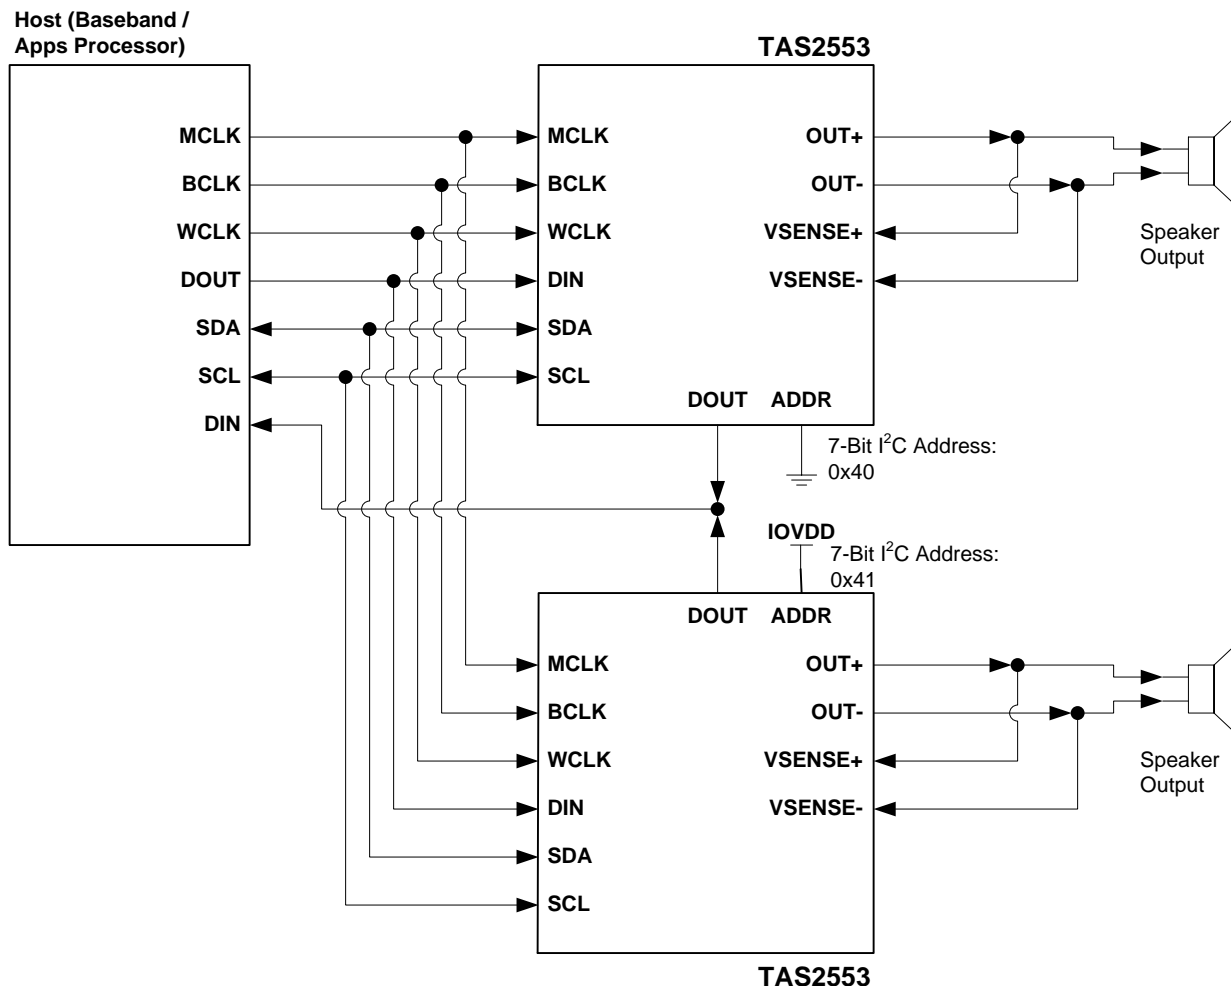 Host (Baseband /
Apps Processor)
MCLK
BCLK
WCLK
DOUT
SDA
SCL
DIN
TAS2553
MCLK
BCLK
WCLK
DIN
SDA
SCL
OUT+
OUT-
VSENSE+
VSENSE-
DOUT
ADDR
Speaker
Output
7-Bit I²C Address:
0x40
IOVDD
7-Bit I²C Address:
0x41
DOUT
ADDR
MCLK
BCLK
WCLK
DIN
SDA
SCL
OUT+
OUT-
VSENSE+
VSENSE-
Speaker
Output
TAS2553